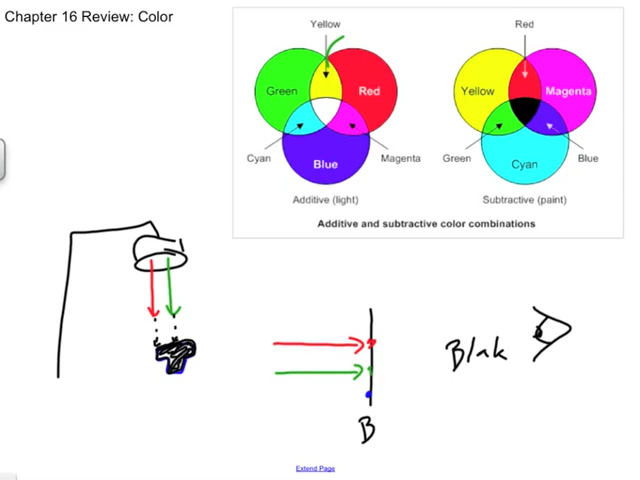 Chapter 16 Review: Color
Yellow
Green
Red
Cyan
Blue
Magenta
Additive (light)
Red
Yellow
Magenta
Green
Cyan
Blue
Subtractive (paint)
Additive and subtractive color combinations
Blak
B
Extend Page